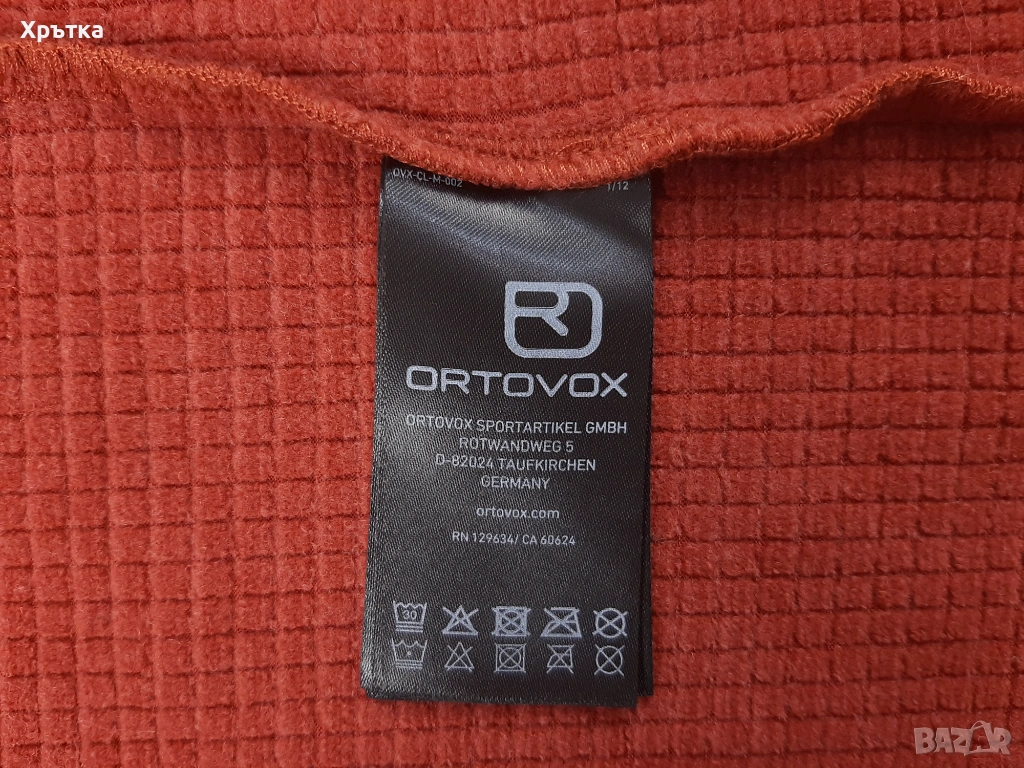 Хрътка
OVX-CL-M-002 1/12
ORTOVOX
ORTOVOX SPORTARTIKEL GMBH
ROTWANDWEG 5
D-82024 TAUFKIRCHEN
GERMANY
ortovox.com
RN 129634/ CA 60624
30
BAZAR